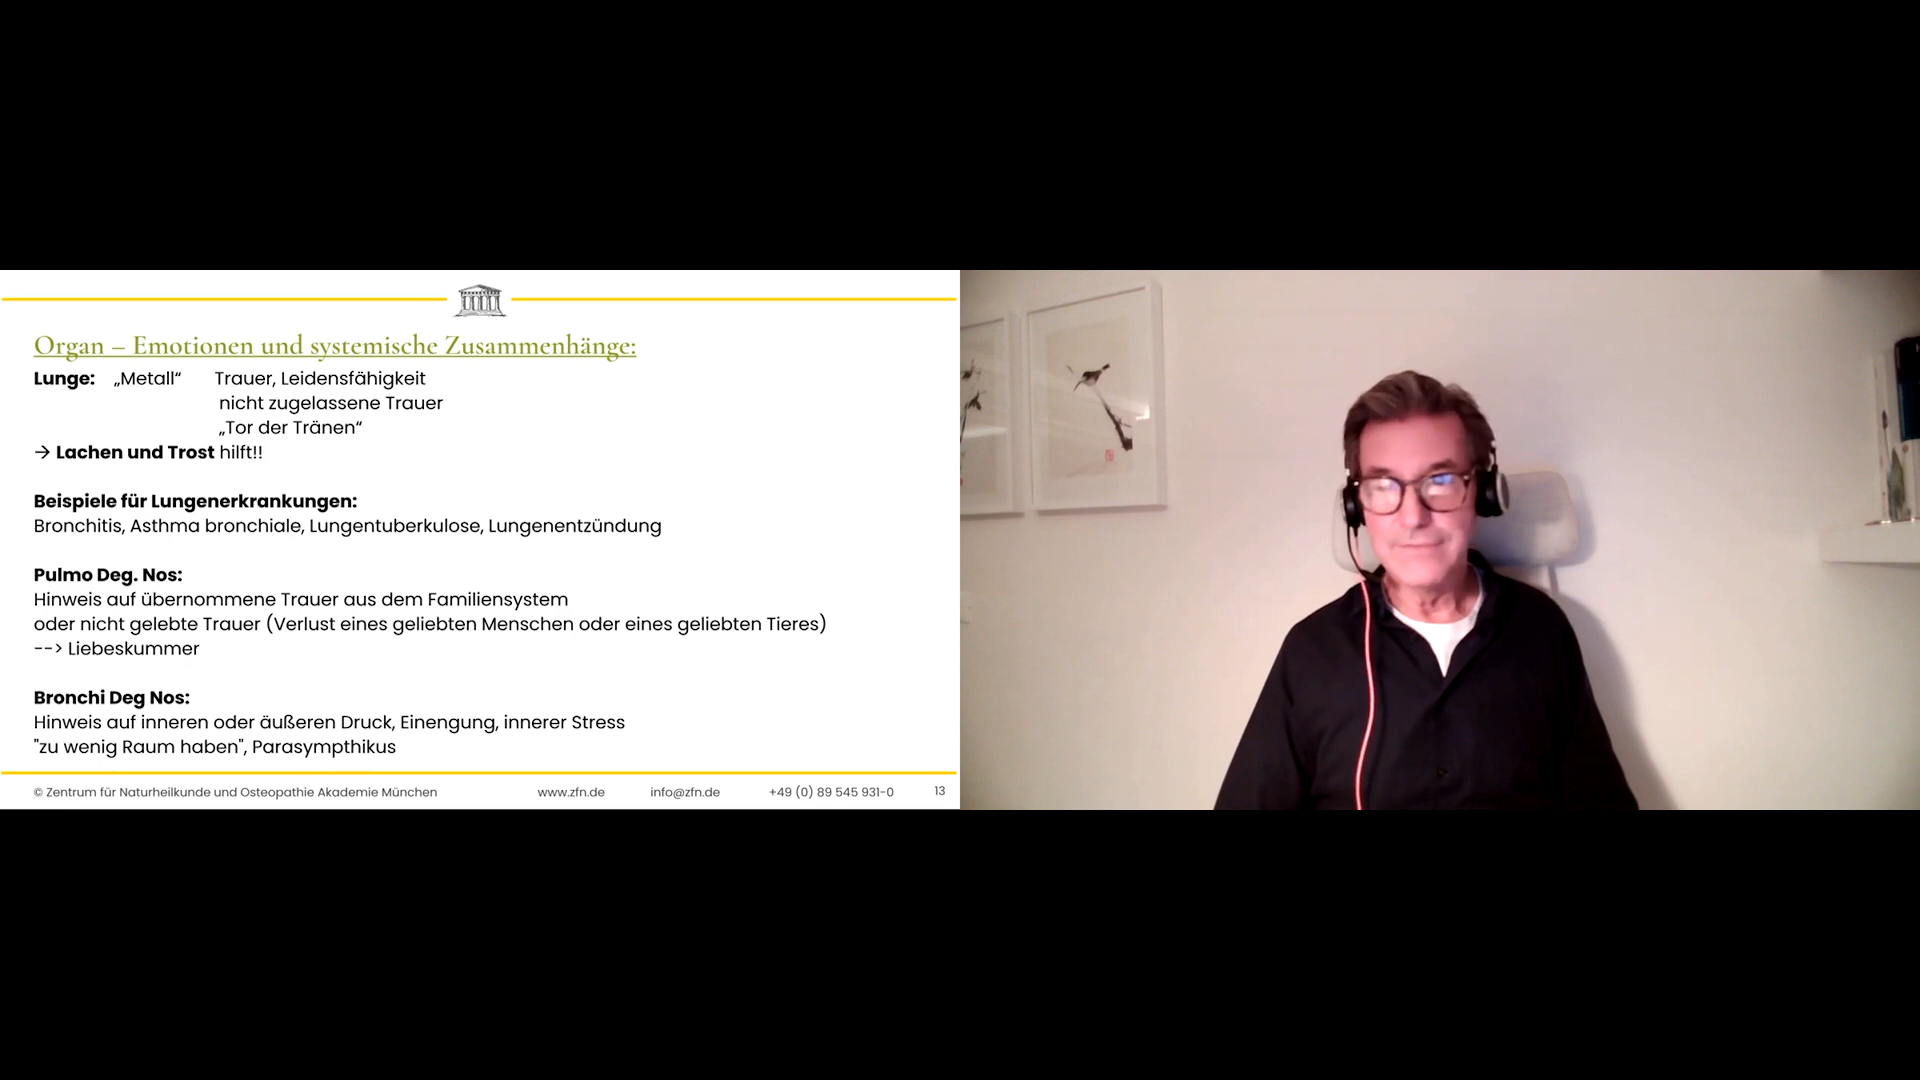 Organ – Emotionen und systemische Zusammenhänge:
Lunge: „Metall“ Trauer, Leidensfähigkeit
nicht zugelassene Trauer
„Tor der Tränen“
→ Lachen und Trost hilft!!
Beispiele für Lungenerkrankungen:
Bronchitis, Asthma bronchiale, Lungentuberkulose, Lungenentzündung
Pulmo Deg. Nos:
Hinweis auf übernommene Trauer aus dem Familiensystem
oder nicht gelebte Trauer (Verlust eines geliebten Menschen oder eines geliebten Tieres)
--> Liebeskummer
Bronchi Deg Nos:
Hinweis auf inneren oder äußeren Druck, Einengung, innerer Stress
"zu wenig Raum haben", Parasympthikus
© Zentrum für Naturheilkunde und Osteopathie Akademie München www.zfn.de info@zfn.de +49 (0) 89 545 931-0 13